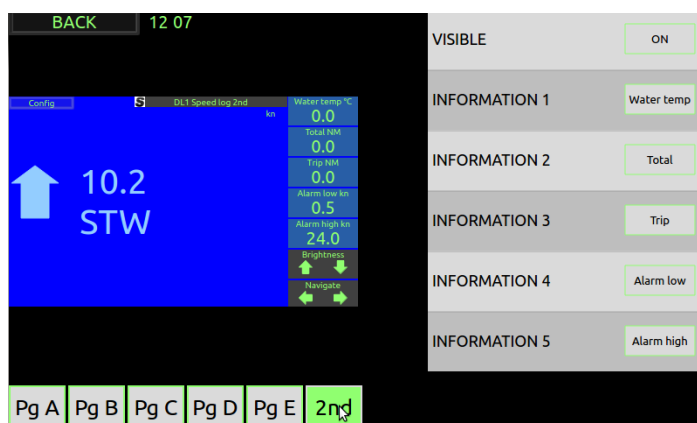 BACK 12 07
Config S DL1 Speed log 2nd
kn
10.2
STW
Water temp °C
0.0
Total NM
0.0
Trip NM
0.0
Alarm low kn
0.5
Alarm high kn
24.0
Brightness
Navigate
VISIBLE ON
INFORMATION 1 Water temp
INFORMATION 2 Total
INFORMATION 3 Trip
INFORMATION 4 Alarm low
INFORMATION 5 Alarm high
Pg A Pg B Pg C Pg D Pg E 2nd